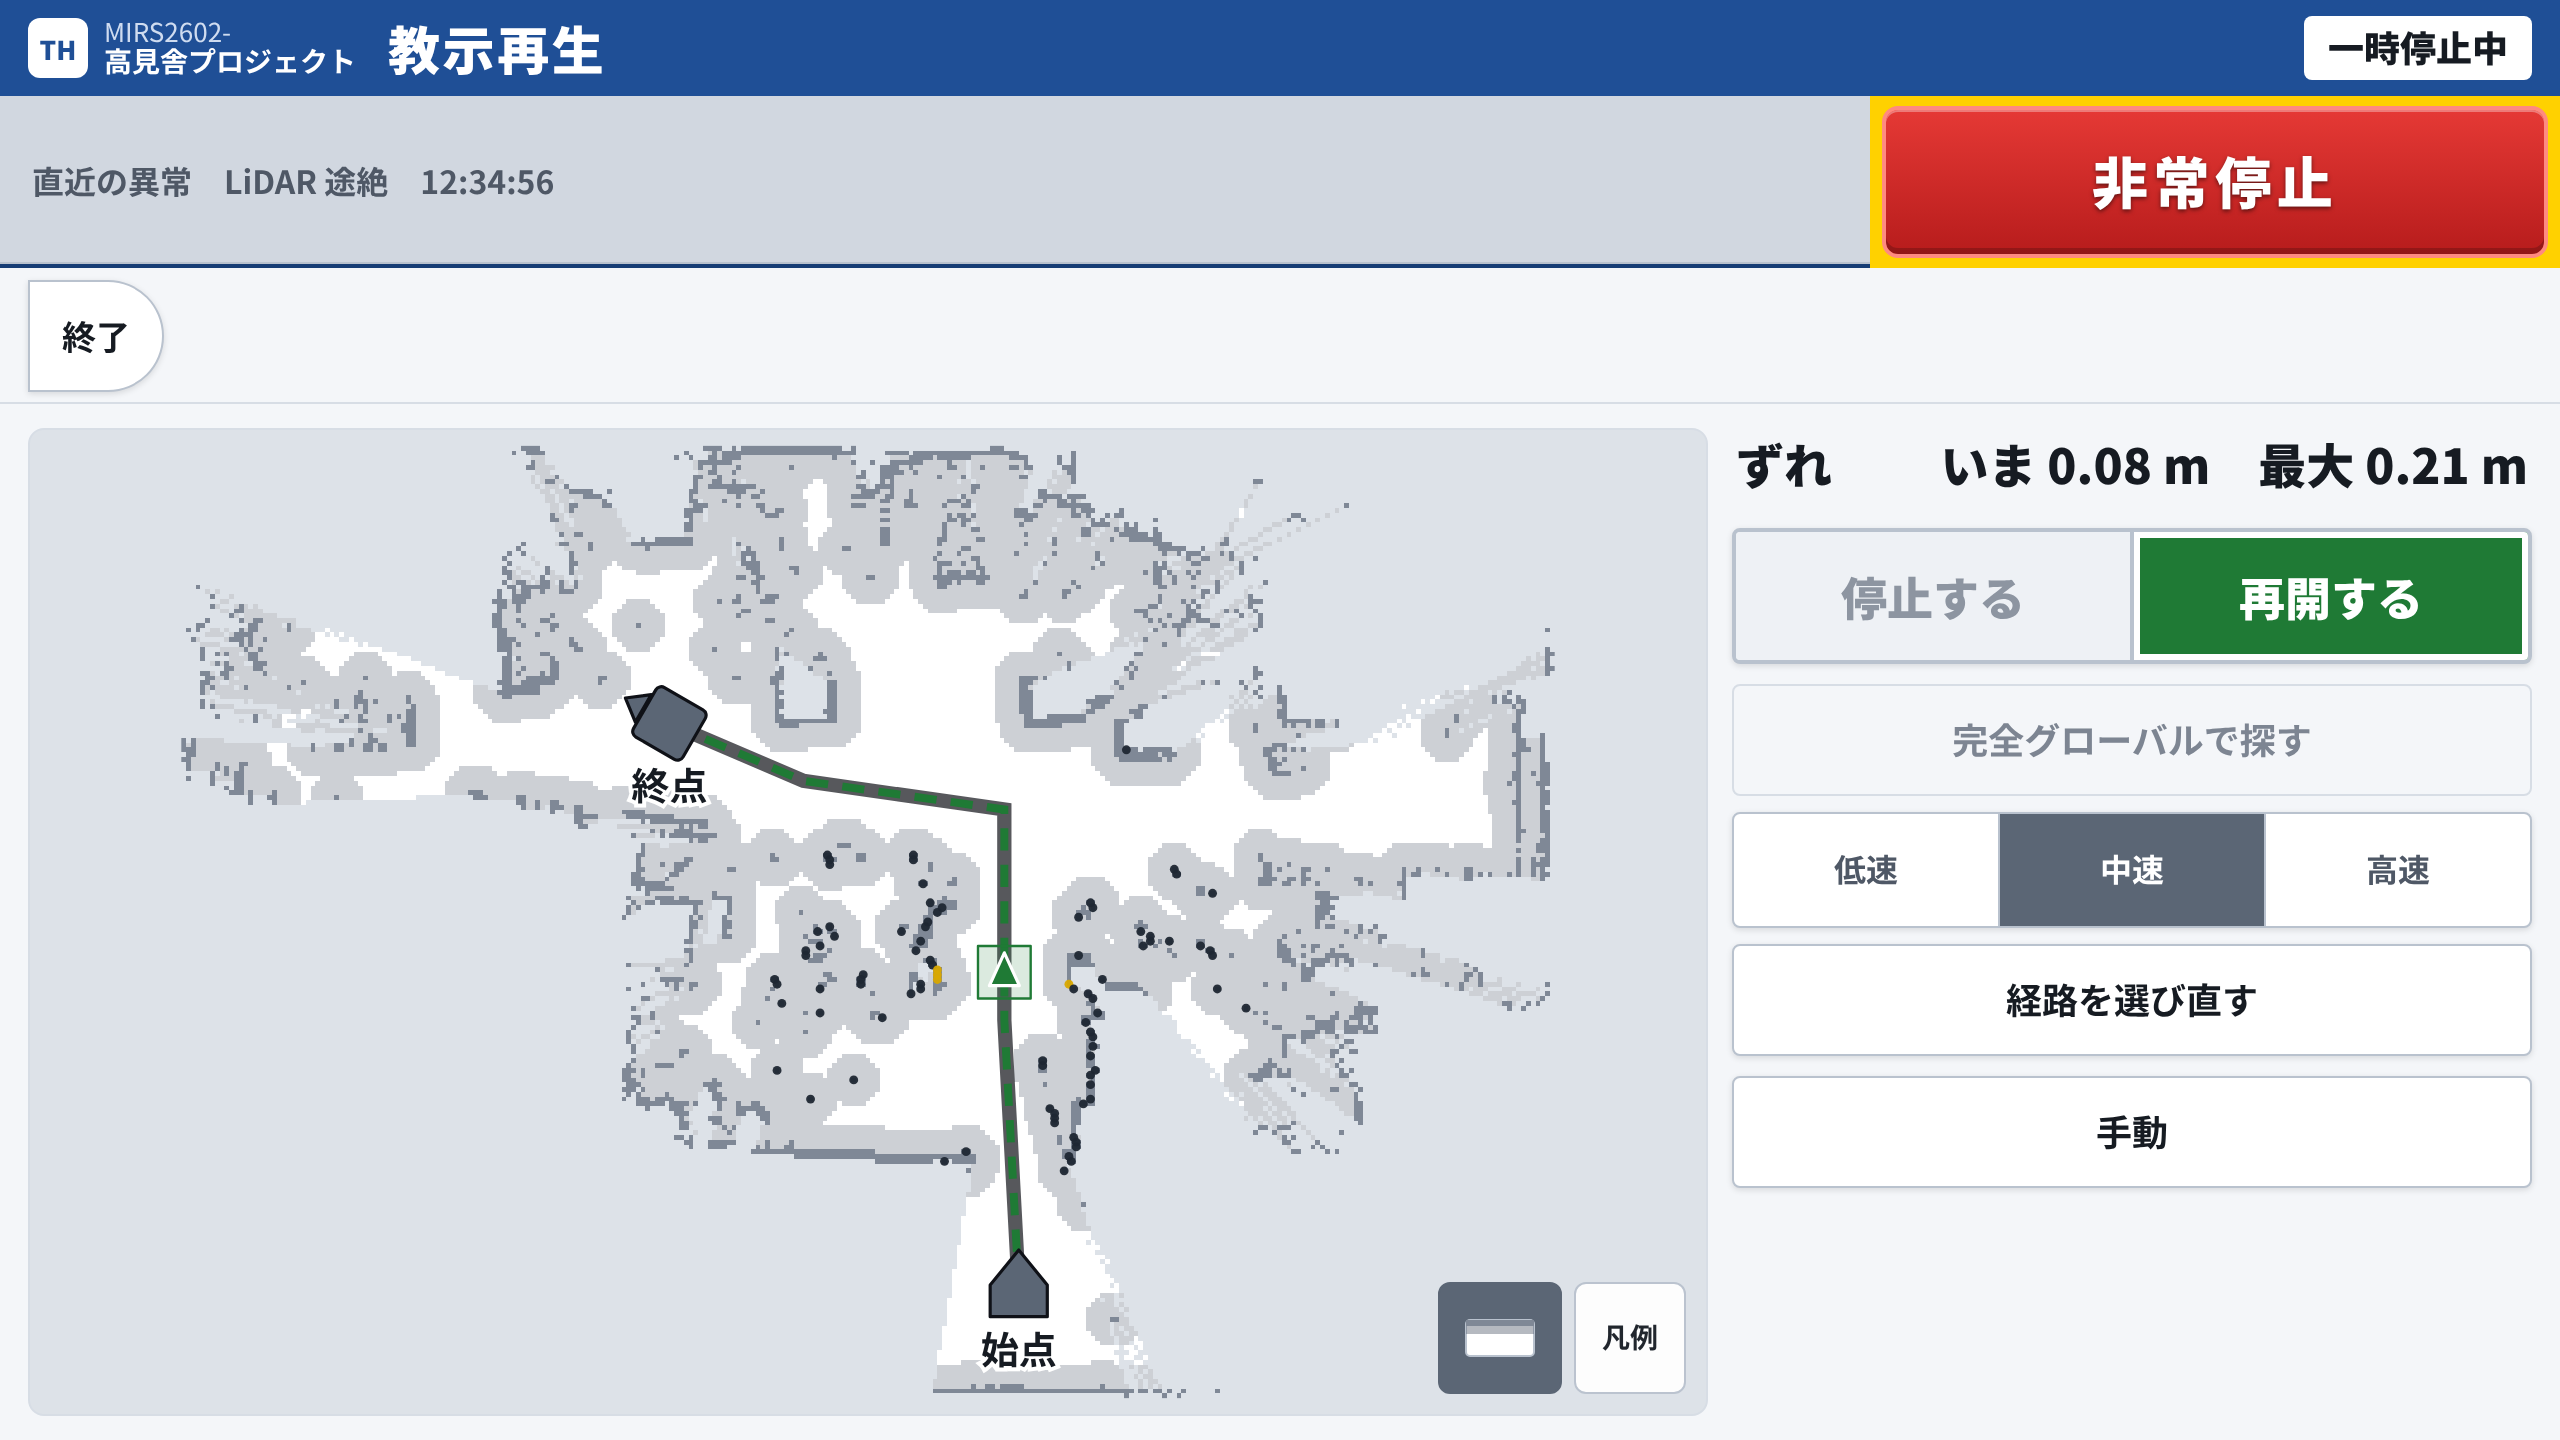 TH
MIRS2602-
高見舎プロジェクト
教示再生
一時停止中
直近の異常 LiDAR 途絶 12:34:56
非常停止
終了
ずれ いま 0.08 m 最大 0.21 m
停止する 再開する
完全グローバルで探す
低速 中速 高速
経路を選び直す
手動
終点
始点
凡例